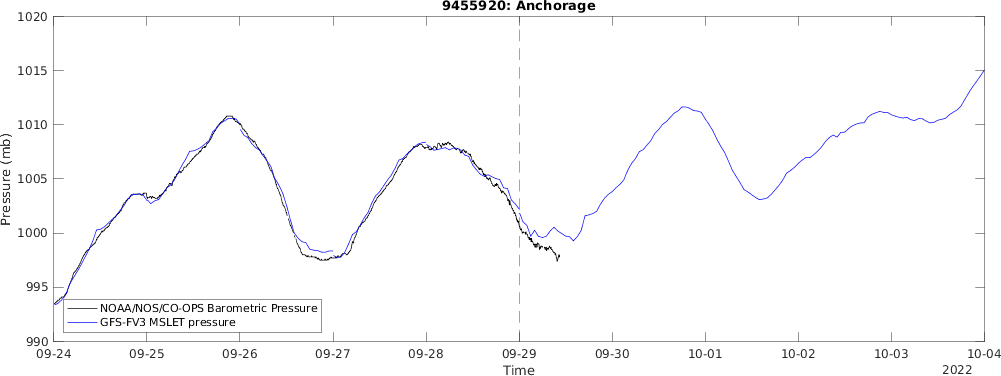 9455920: Anchorage
1020
1015
1010
1005
1000
995
990
Pressure (mb)
NOAA/NOS/CO-OPS Barometric Pressure
GFS-FV3 MSLET pressure
09-24 09-25 09-26 09-27 09-28 09-29 09-30 10-01 10-02 10-03 10-04
Time
2022